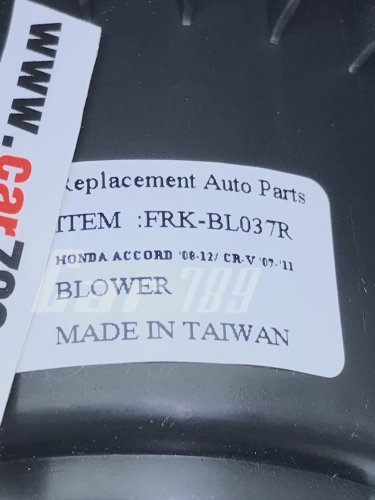 www.car789
Replacement Auto Parts
ITEM :FRK-BL037R
HONDA ACCORD '08-12/ CR-V '07-'11
Car 789
BLOWER
MADE IN TAIWAN